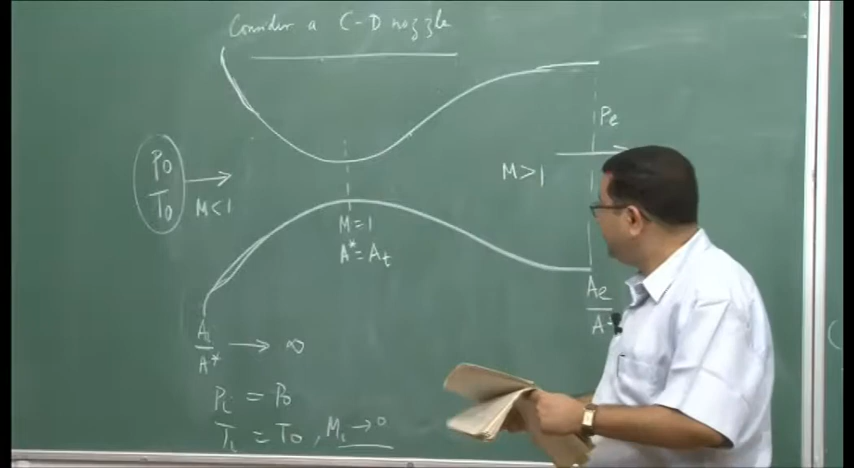 Consider a C-D nozzle
P0
T0
M<1
M=1
A*=At
M>1
Pe
Ae
A*
Ai
A*
→ ∞
Pi = P0
Ti = T0, Mi → 0